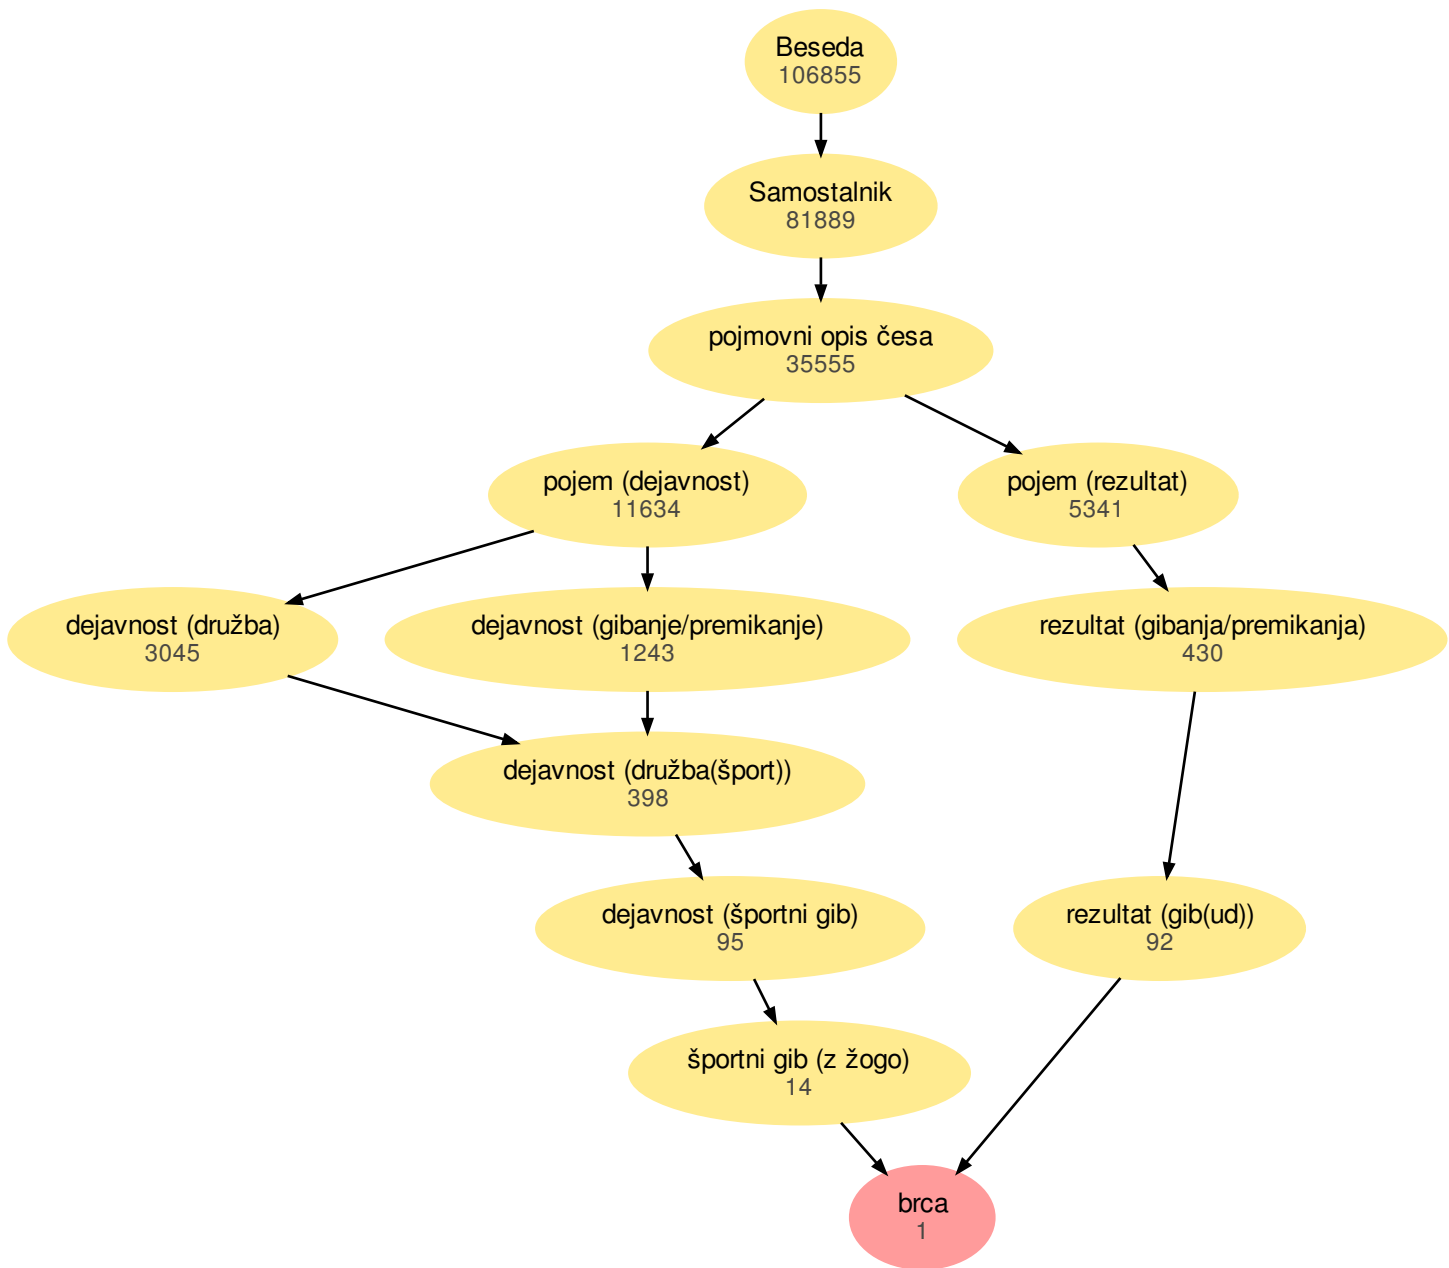 Beseda
106855
Samostalnik
81889
pojmovni opis česa
35555
pojem (dejavnost)
11634
pojem (rezultat)
5341
dejavnost (družba)
3045
dejavnost (gibanje/premikanje)
1243
rezultat (gibanja/premikanja)
430
dejavnost (družba(šport))
398
dejavnost (športni gib)
95
rezultat (gib(ud))
92
športni gib (z žogo)
14
brca
1